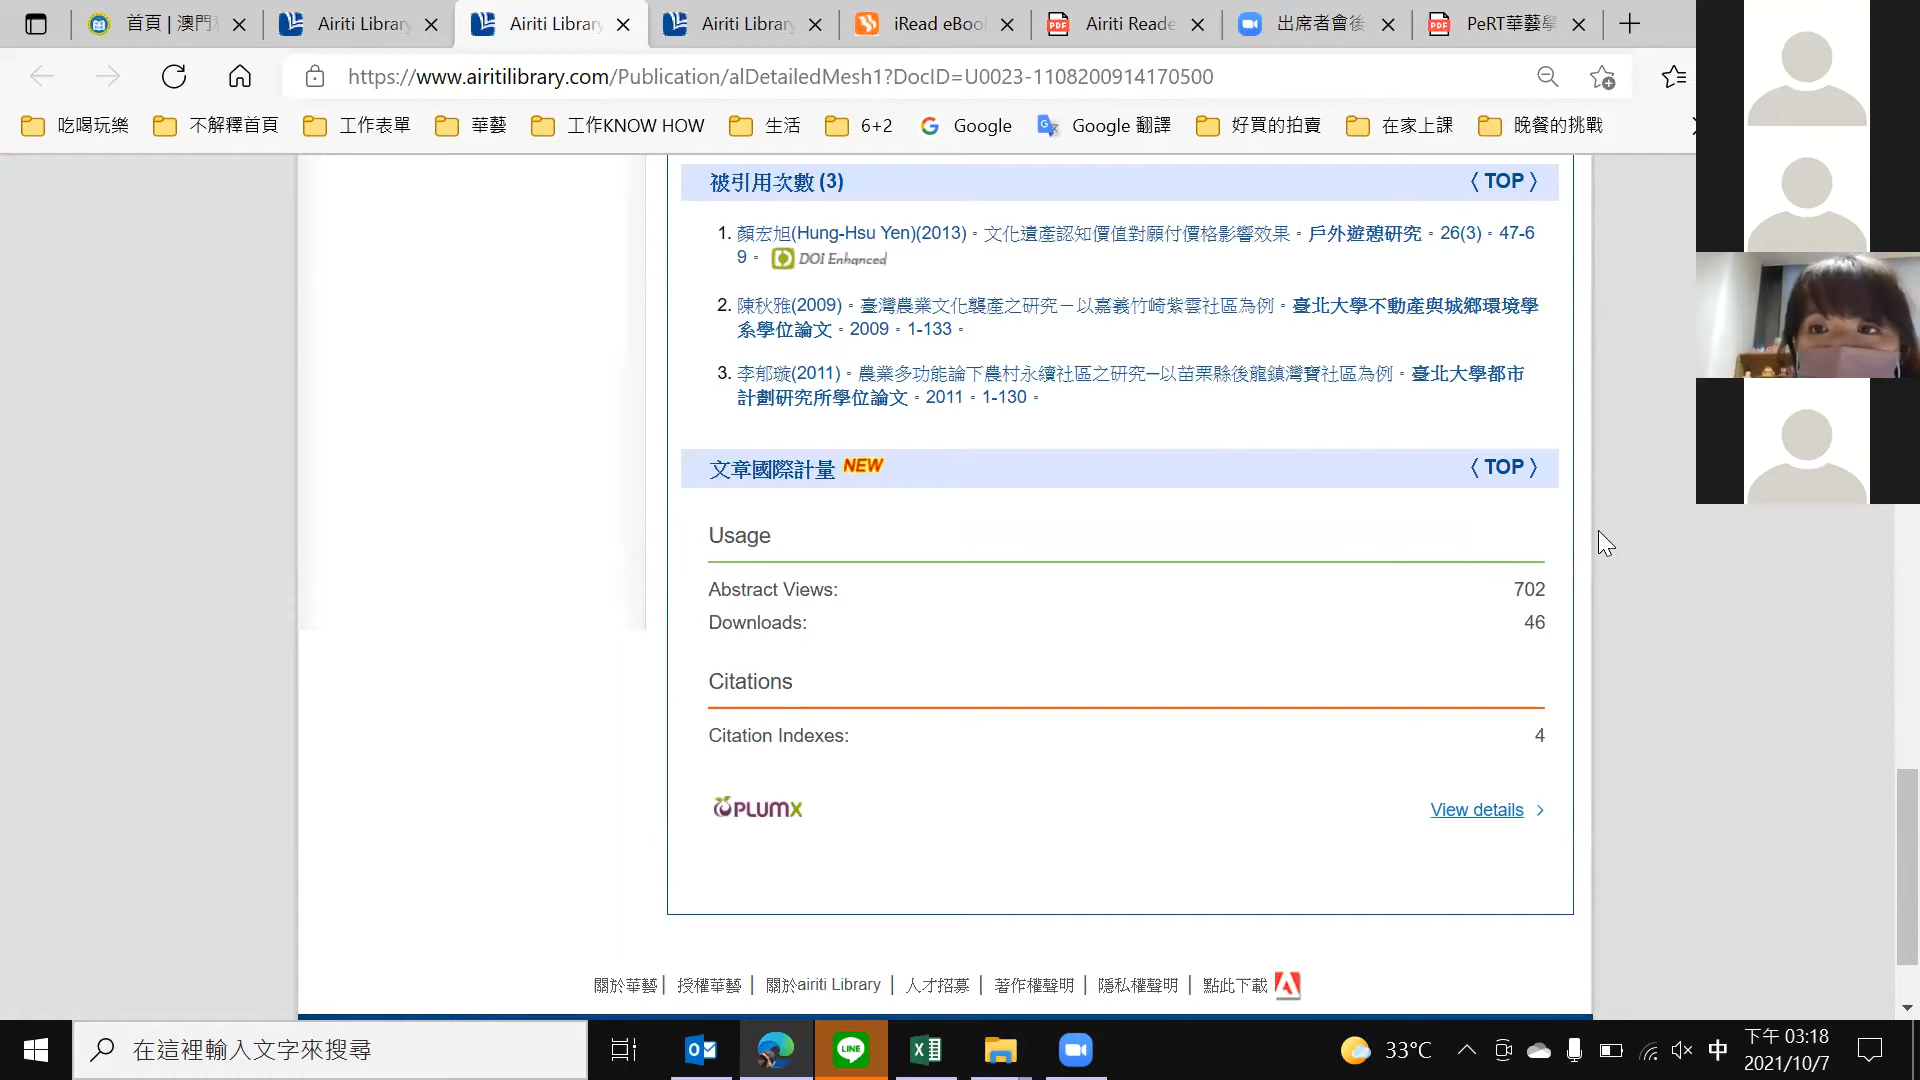 首頁 | 澳門
Airiti Library
Airiti Library
Airiti Library
iRead eBoo
Airiti Reade
出席者會後
PeRT華藝學
https://www.airitilibrary.com/Publication/alDetailedMesh1?DocID=U0023-1108200914170500
吃喝玩樂
不解釋首頁
工作表單
華藝
工作KNOW HOW
生活
6+2
Google
Google 翻譯
好買的拍賣
在家上課
晚餐的挑戰
被引用次數 (3)
〈 TOP 〉
1. 顏宏旭(Hung-Hsu Yen)(2013)。文化遺產認知價值對願付價格影響效果。戶外遊憩研究。26(3)。47-6
9。 DOI Enhanced
2. 陳秋雅(2009)。臺灣農業文化襲產之研究－以嘉義竹崎紫雲社區為例。臺北大學不動產與城鄉環境學
系學位論文。2009。1-133。
3. 李郁璇(2011)。農業多功能論下農村永續社區之研究─以苗栗縣後龍鎮灣寶社區為例。臺北大學都市
計劃研究所學位論文。2011。1-130。
文章國際計量 NEW
〈 TOP 〉
Usage
Abstract Views: 702
Downloads: 46
Citations
Citation Indexes: 4
PLUMX
View details
關於華藝| 授權華藝 | 關於airiti Library | 人才招募 | 著作權聲明 | 隱私權聲明 | 點此下載
在這裡輸入文字來搜尋
LINE
33°C
中
下午 03:18
2021/10/7